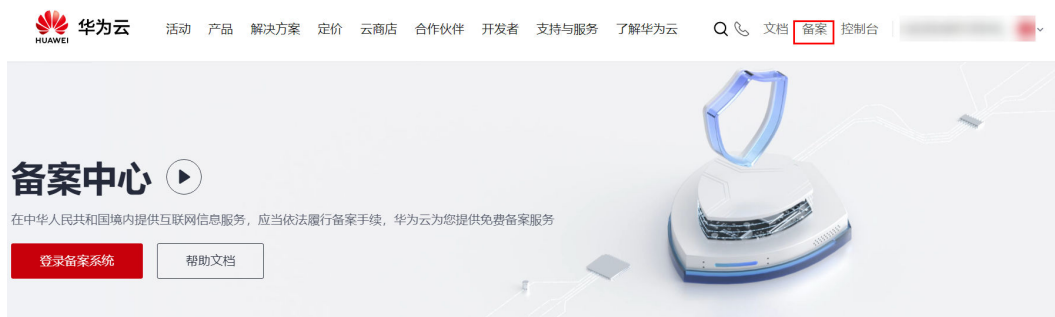 HUAWEI 华为云 活动 产品 解决方案 定价 云商店 合作伙伴 开发者 支持与服务 了解华为云 文档 备案 控制台
备案中心
在中华人民共和国境内提供互联网信息服务，应当依法履行备案手续，华为云为您提供免费备案服务
登录备案系统 帮助文档